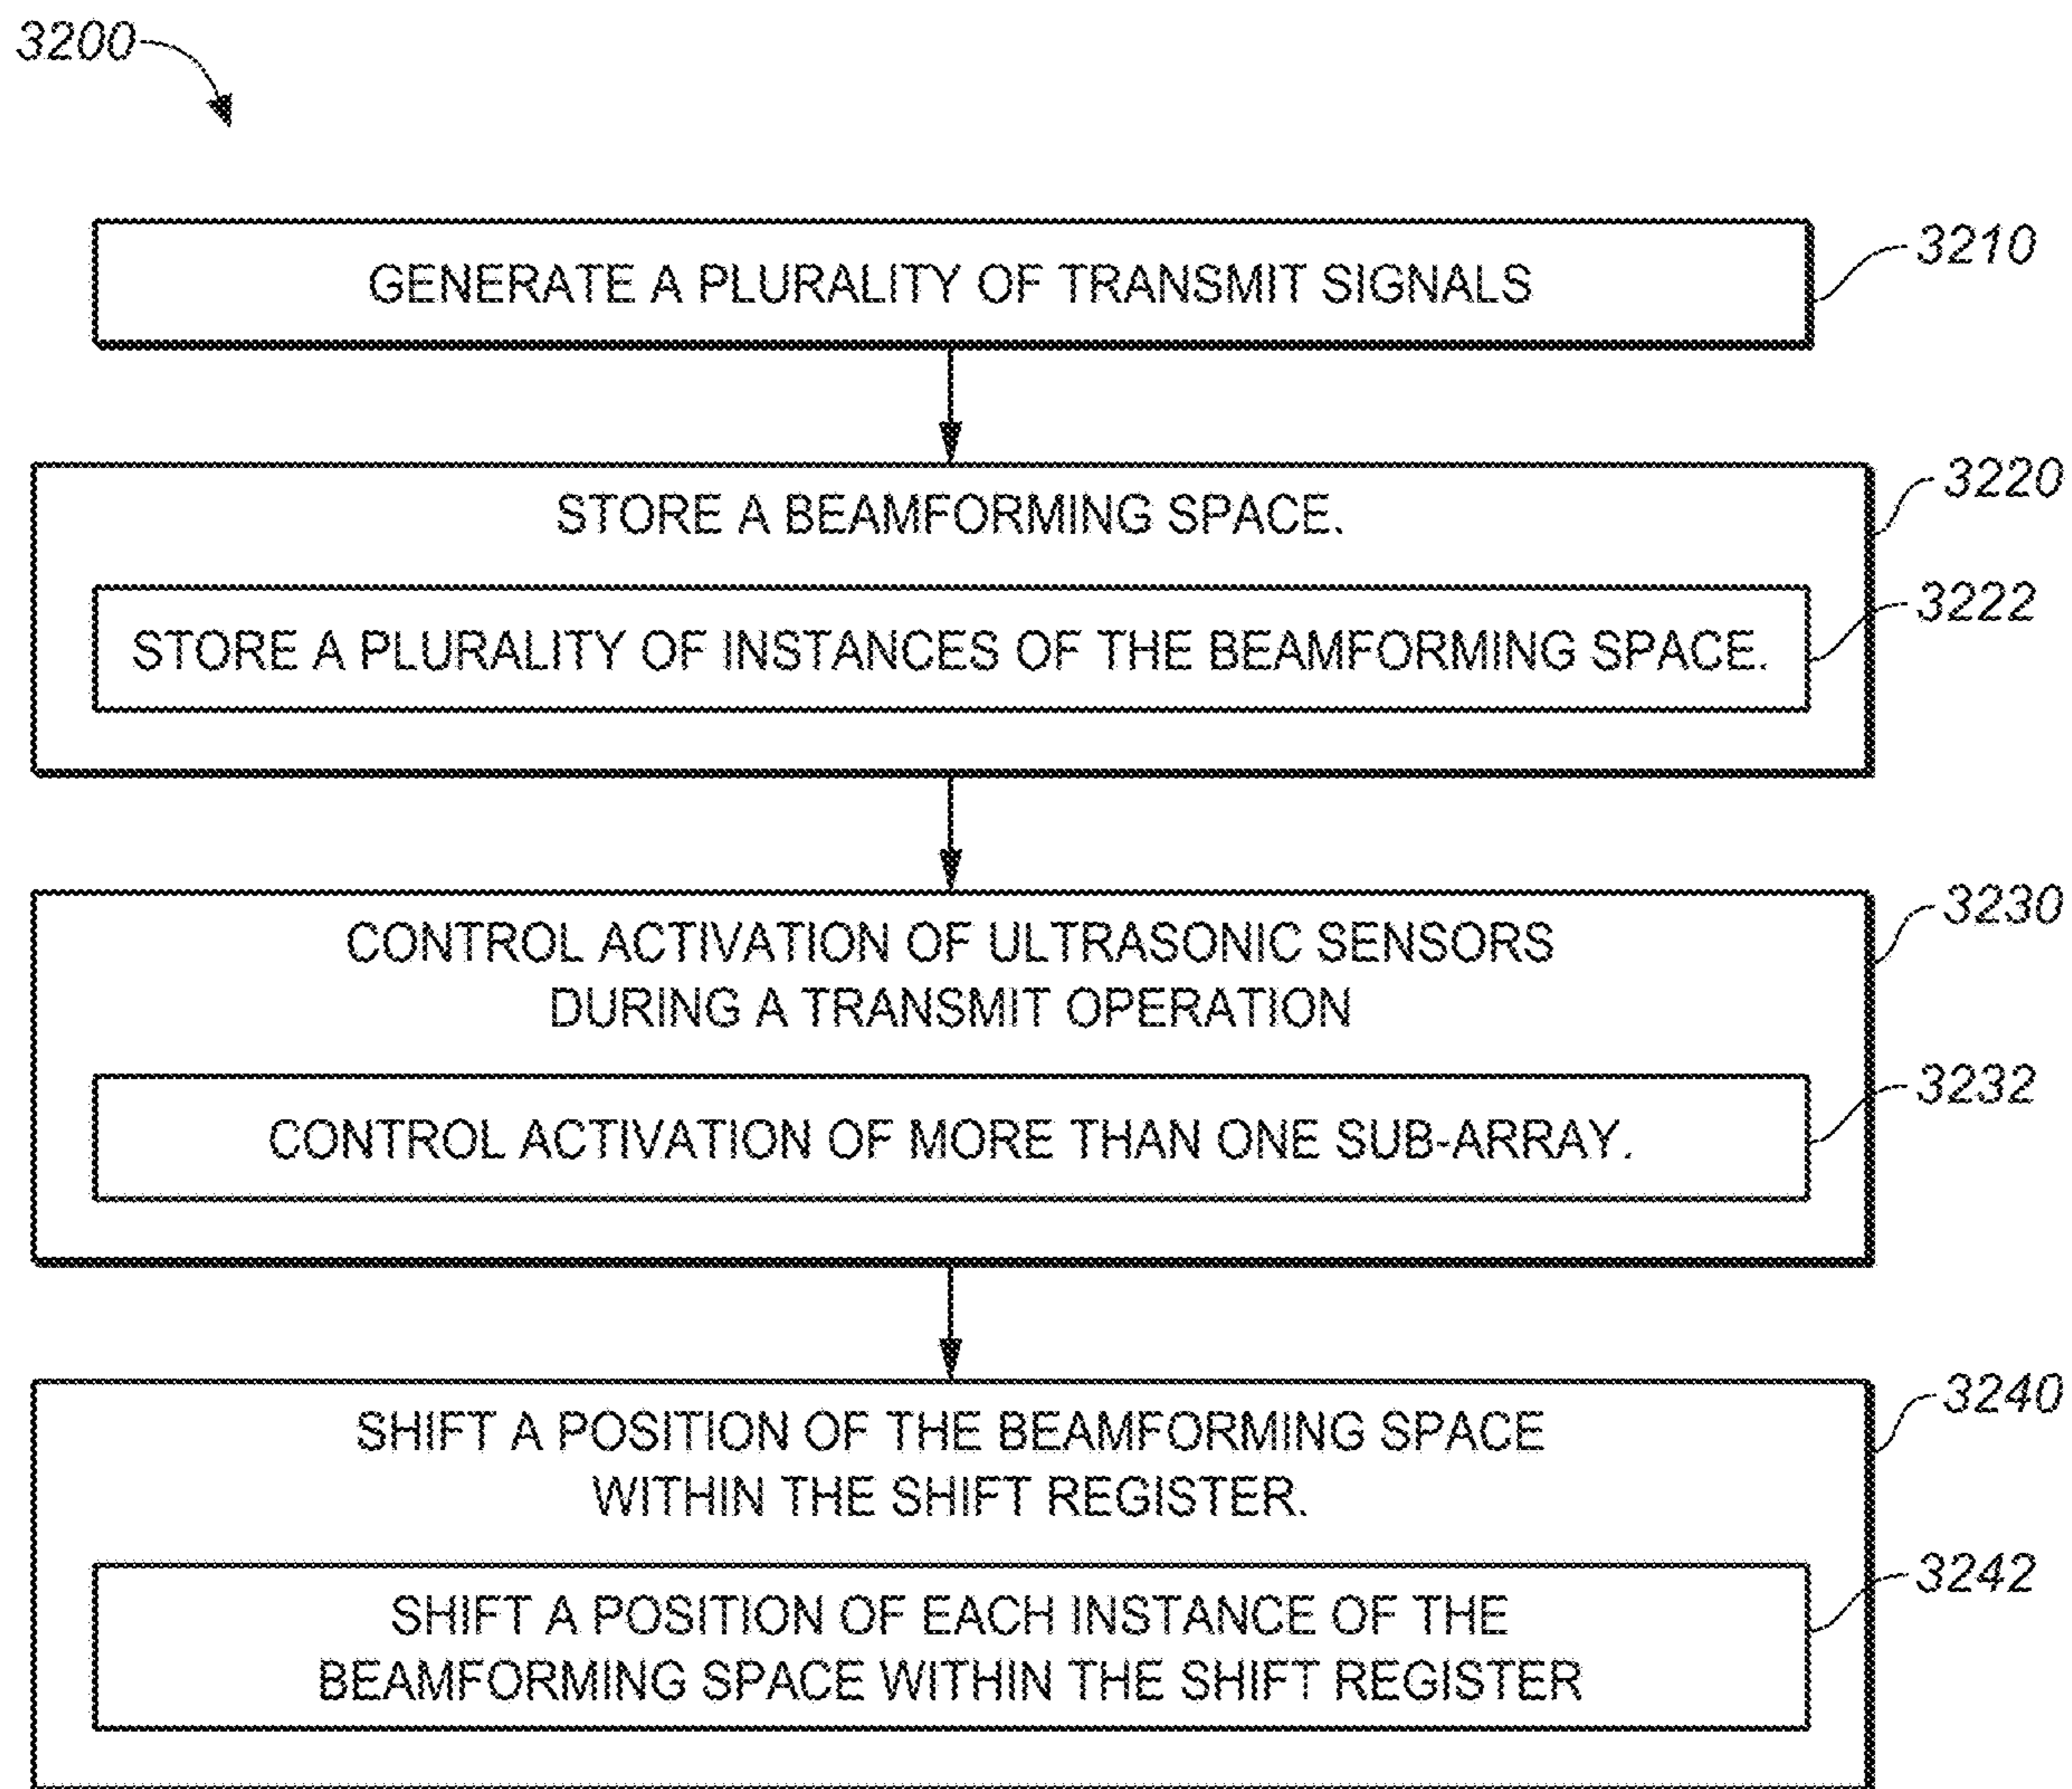 3200
GENERATE A PLURALITY OF TRANSMIT SIGNALS
3210
STORE A BEAMFORMING SPACE.
3220
STORE A PLURALITY OF INSTANCES OF THE BEAMFORMING SPACE.
3222
CONTROL ACTIVATION OF ULTRASONIC SENSORS
DURING A TRANSMIT OPERATION
3230
CONTROL ACTIVATION OF MORE THAN ONE SUB-ARRAY.
3232
SHIFT A POSITION OF THE BEAMFORMING SPACE
WITHIN THE SHIFT REGISTER.
3240
SHIFT A POSITION OF EACH INSTANCE OF THE
BEAMFORMING SPACE WITHIN THE SHIFT REGISTER
3242